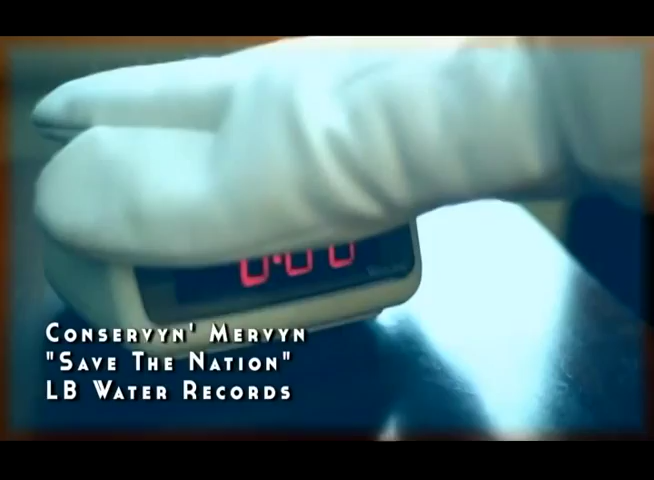 Conservyn' Mervyn
"Save The Nation"
LB Water Records